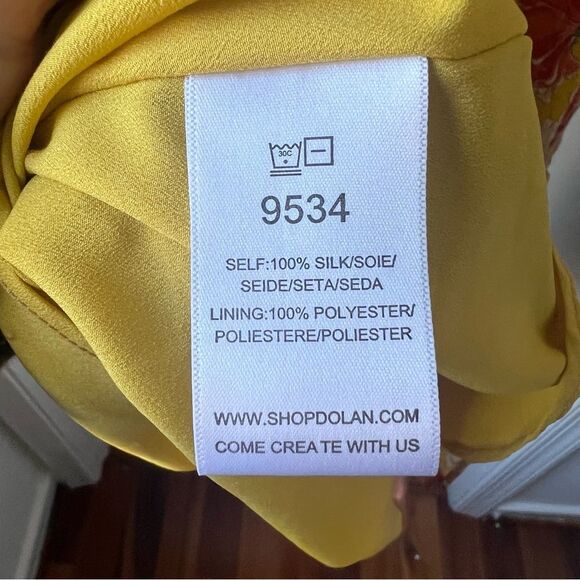 30C
9534
SELF:100% SILK/SOIE/
SEIDE/SETA/SEDA
LINING:100% POLYESTER/
POLIESTERE/POLIESTER
WWW.SHOPDOLAN.COM
COME CREATE WITH US